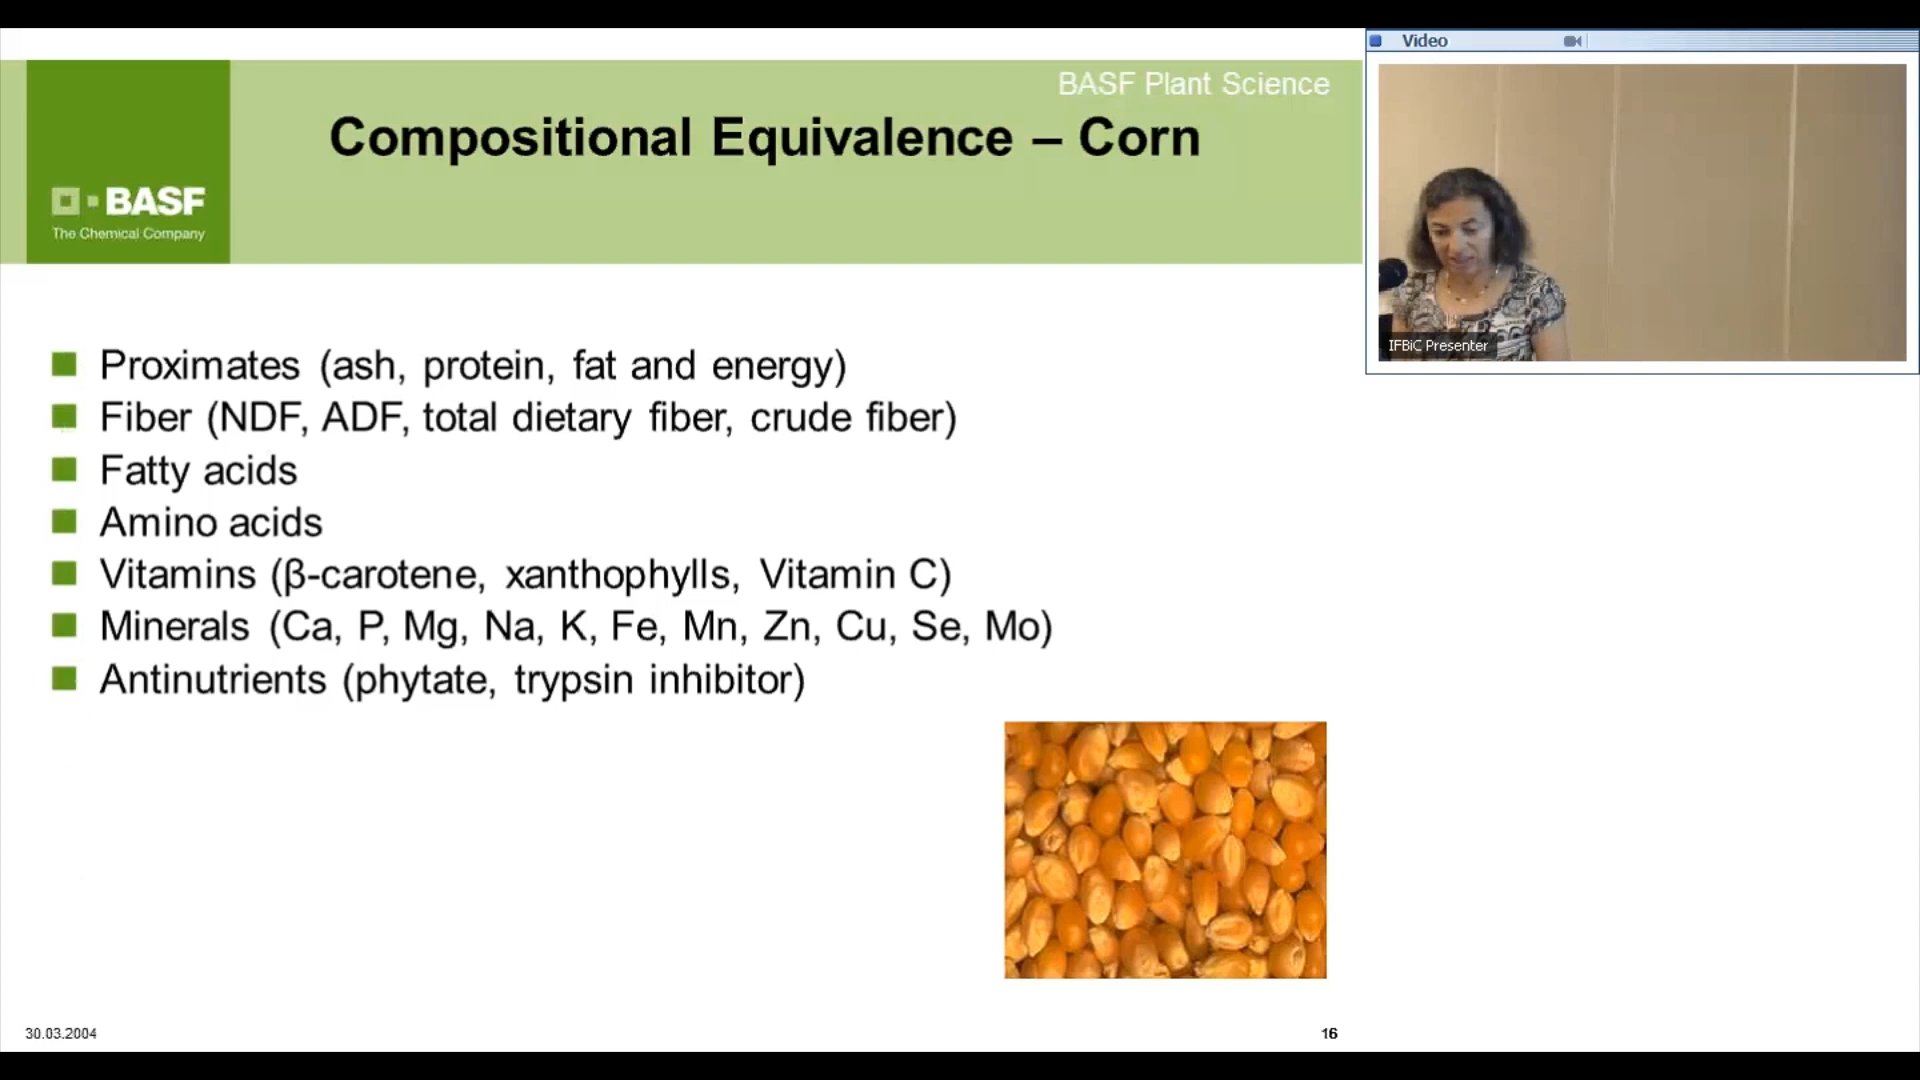 BASF Plant Science
Compositional Equivalence – Corn
BASF
The Chemical Company
Proximates (ash, protein, fat and energy)
Fiber (NDF, ADF, total dietary fiber, crude fiber)
Fatty acids
Amino acids
Vitamins (β-carotene, xanthophylls, Vitamin C)
Minerals (Ca, P, Mg, Na, K, Fe, Mn, Zn, Cu, Se, Mo)
Antinutrients (phytate, trypsin inhibitor)
30.03.2004
16
Video
IFBiC Presenter